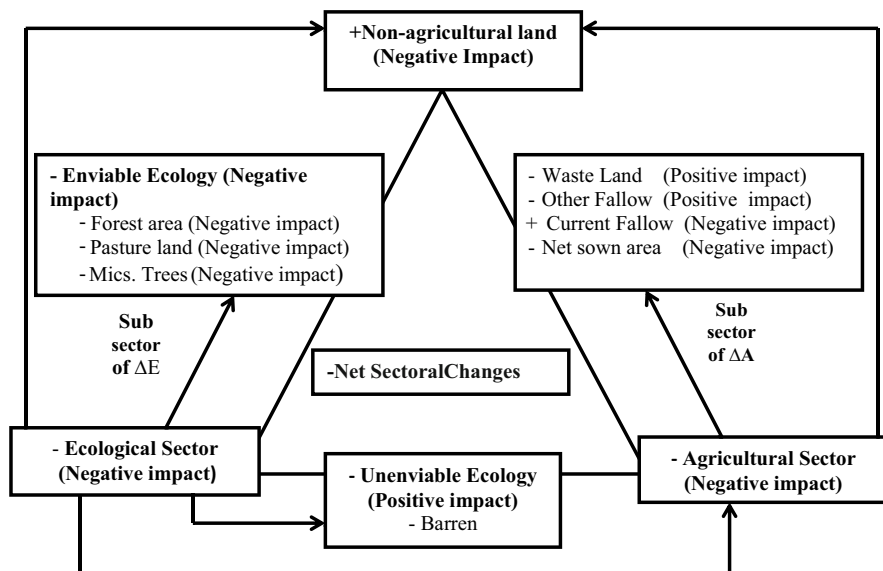 +Non-agricultural land
(Negative Impact)
- Enviable Ecology (Negative
impact)
- Forest area (Negative impact)
- Pasture land (Negative impact)
- Mics. Trees (Negative impact)
- Waste Land (Positive impact)
- Other Fallow (Positive impact)
+ Current Fallow (Negative impact)
- Net sown area (Negative impact)
Sub
sector
of ΔE
Sub
sector
of ΔA
-Net SectoralChanges
- Ecological Sector
(Negative impact)
- Unenviable Ecology
(Positive impact)
- Barren
- Agricultural Sector
(Negative impact)